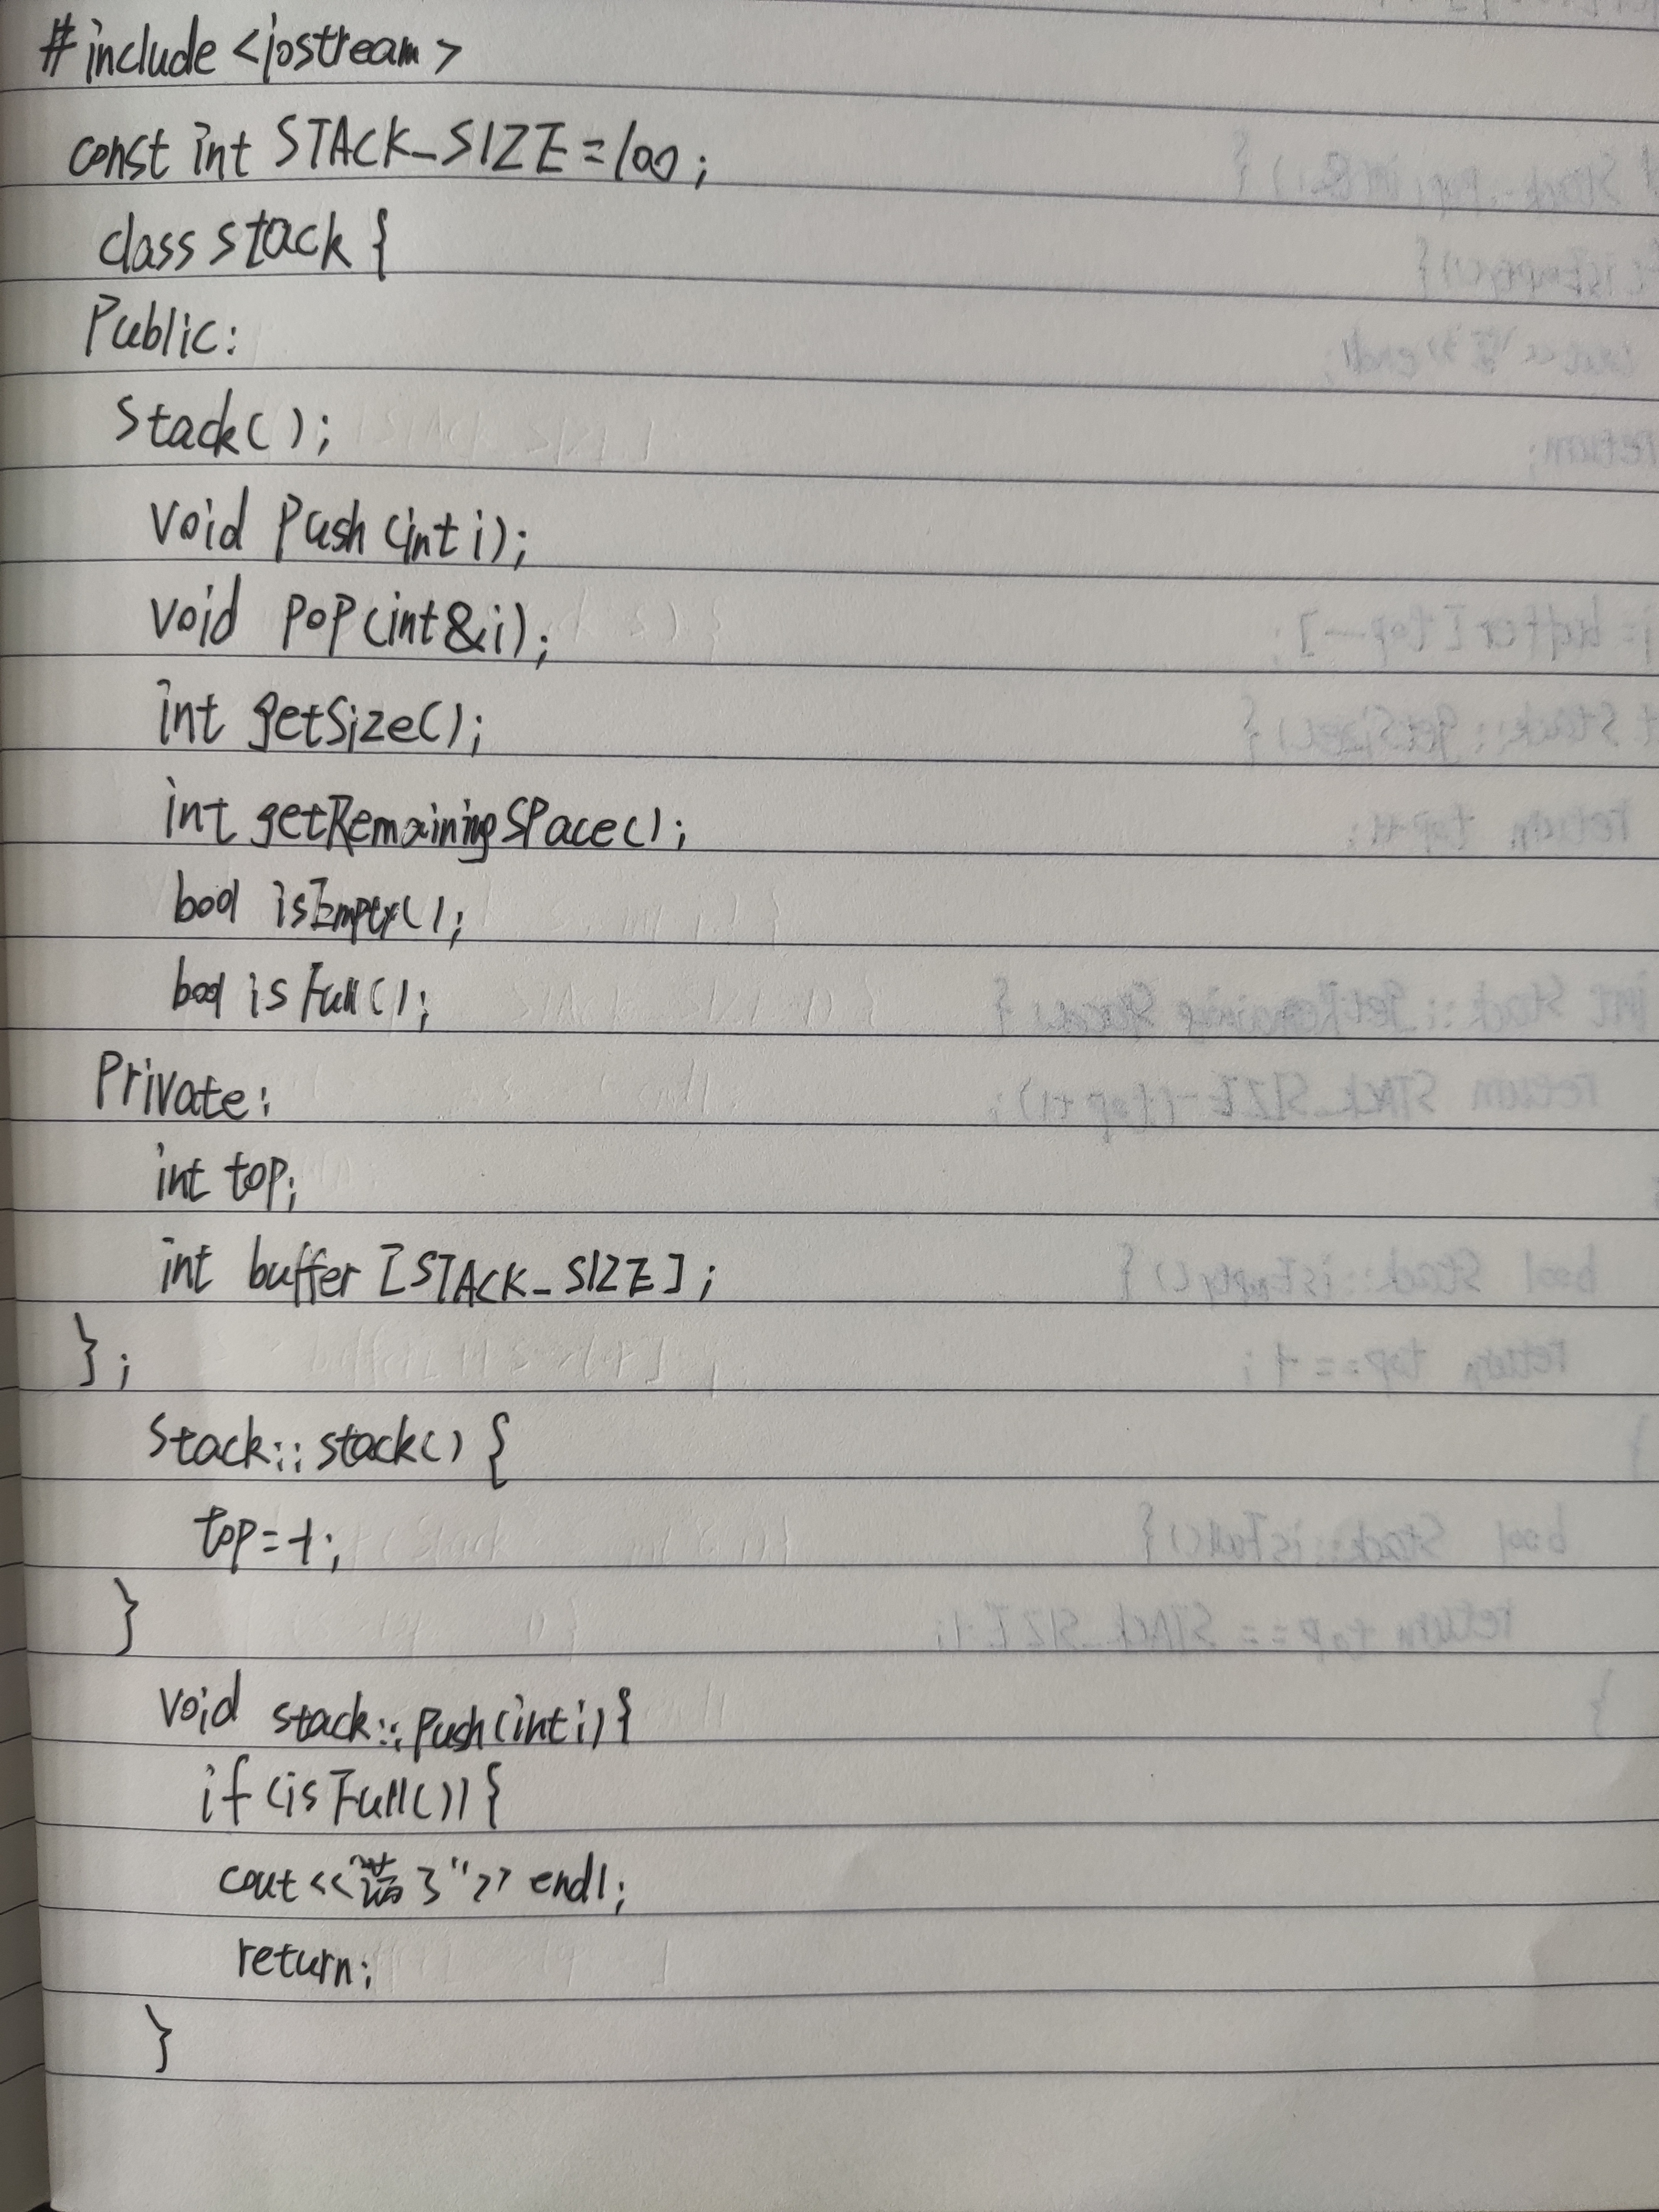 #include <iostream>
const int STACK_SIZE=100;
class stack {
Public:
Stack();
void Push(int i);
void Pop(int&i);
int getSize();
int getRemainingSpace();
bool isEmpty();
bool isFull();
Private:
int top;
int buffer [STACK_SIZE];
};
Stack::stack() {
top=-1;
}
void stack::Push(int i){
if (isFull()) {
cout<<"满了">> endl;
return;
}